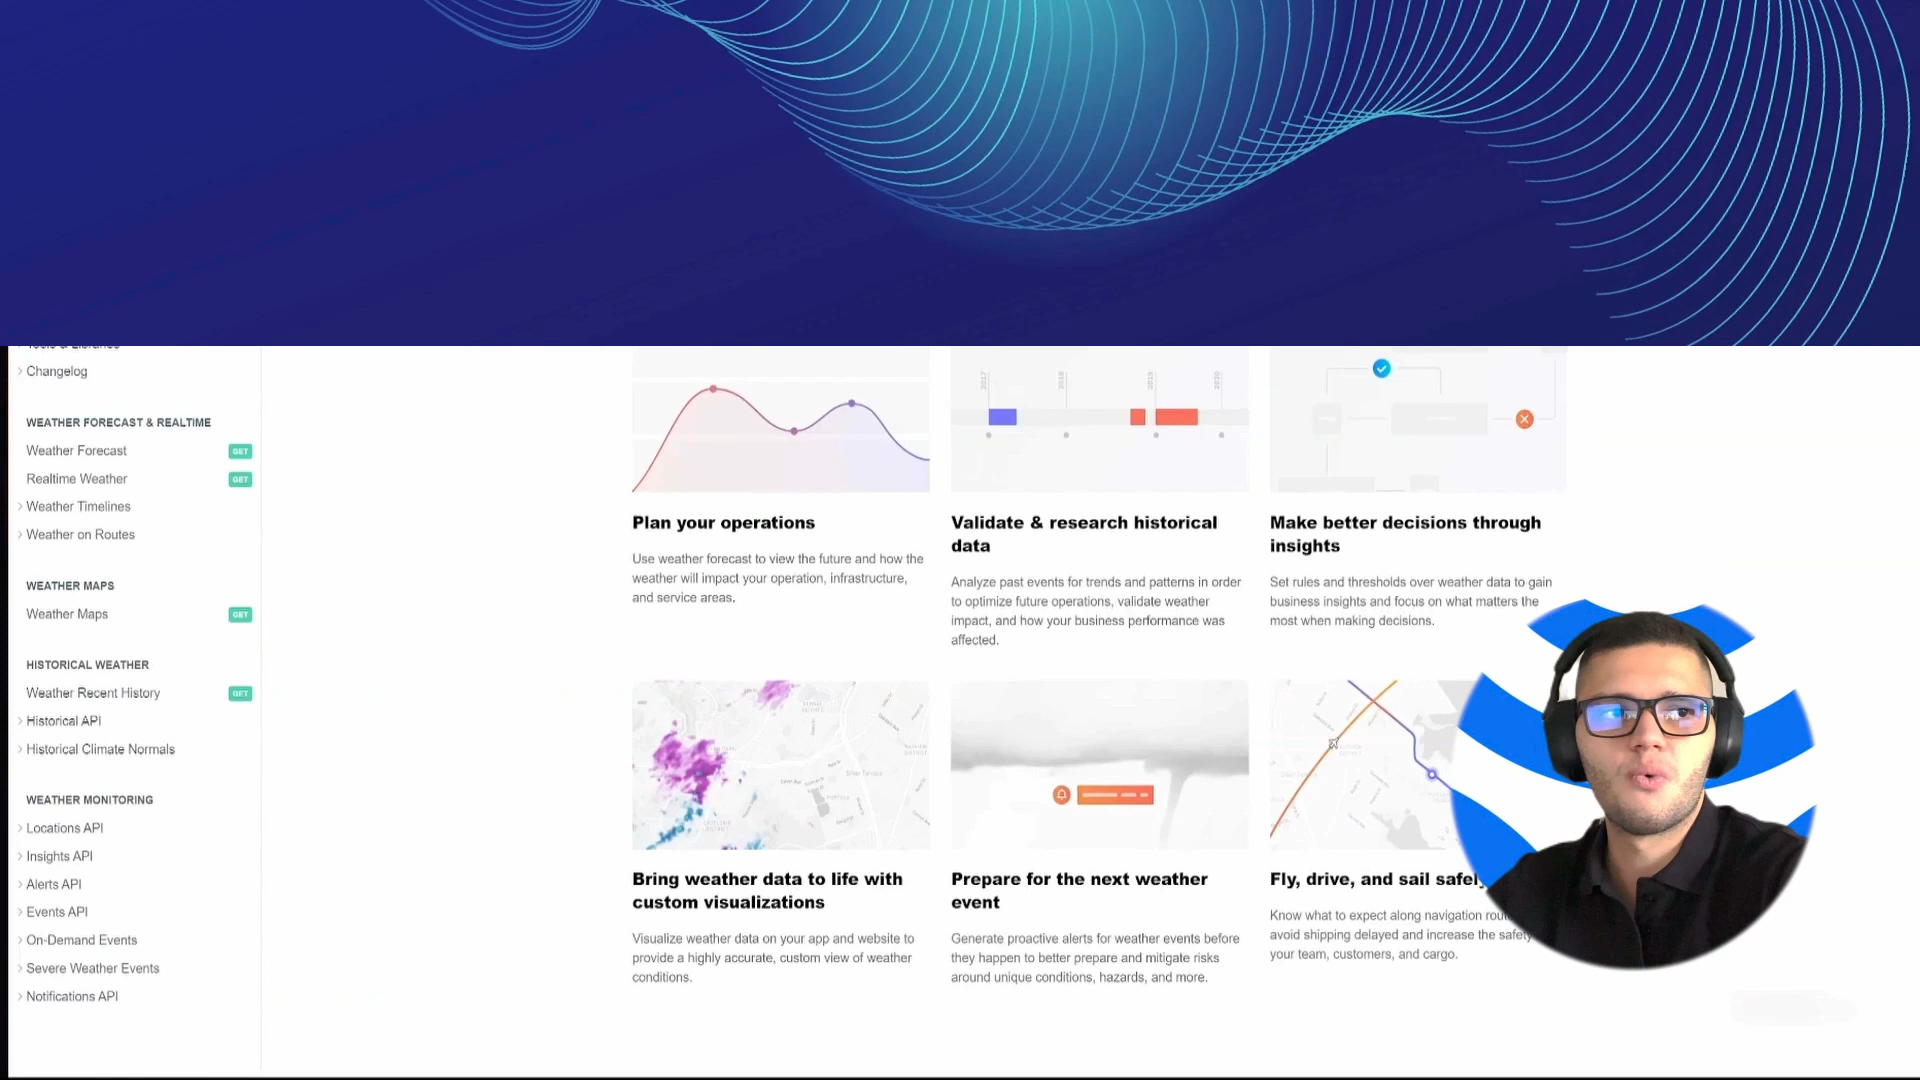 Tools & Libraries
Changelog
WEATHER FORECAST & REALTIME
Weather Forecast GET
Realtime Weather GET
Weather Timelines
Weather on Routes
WEATHER MAPS
Weather Maps GET
HISTORICAL WEATHER
Weather Recent History GET
Historical API
Historical Climate Normals
WEATHER MONITORING
Locations API
Insights API
Alerts API
Events API
On-Demand Events
Severe Weather Events
Notifications API
Plan your operations
Use weather forecast to view the future and how the
weather will impact your operation, infrastructure,
and service areas.
2017 2018 2019 2020
Validate & research historical
data
Analyze past events for trends and patterns in order
to optimize future operations, validate weather
impact, and how your business performance was
affected.
Make better decisions through
insights
Set rules and thresholds over weather data to gain
business insights and focus on what matters the
most when making decisions.
Bring weather data to life with
custom visualizations
Visualize weather data on your app and website to
provide a highly accurate, custom view of weather
conditions.
Prepare for the next weather
event
Generate proactive alerts for weather events before
they happen to better prepare and mitigate risks
around unique conditions, hazards, and more.
Fly, drive, and sail safely
Know what to expect along navigation
avoid shipping delayed and increase the safety
your team, customers, and cargo.